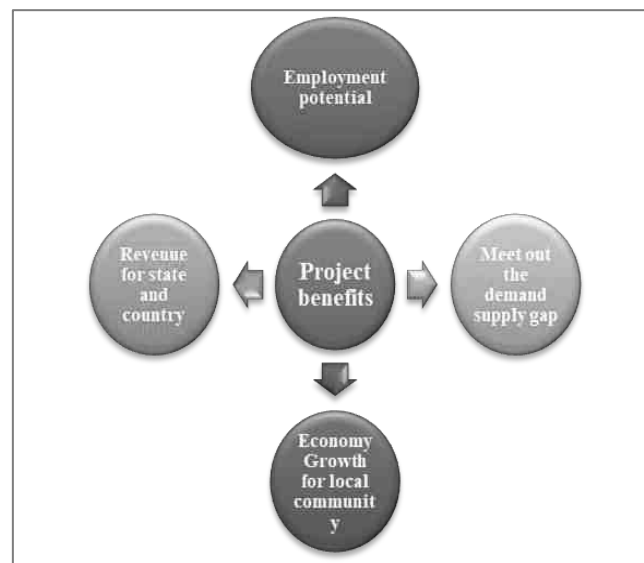 Employment
potential
Revenue
for state
and
country
Project
benefits
Meet out
the
demand
supply gap
Economy
Growth
for local
communit
y